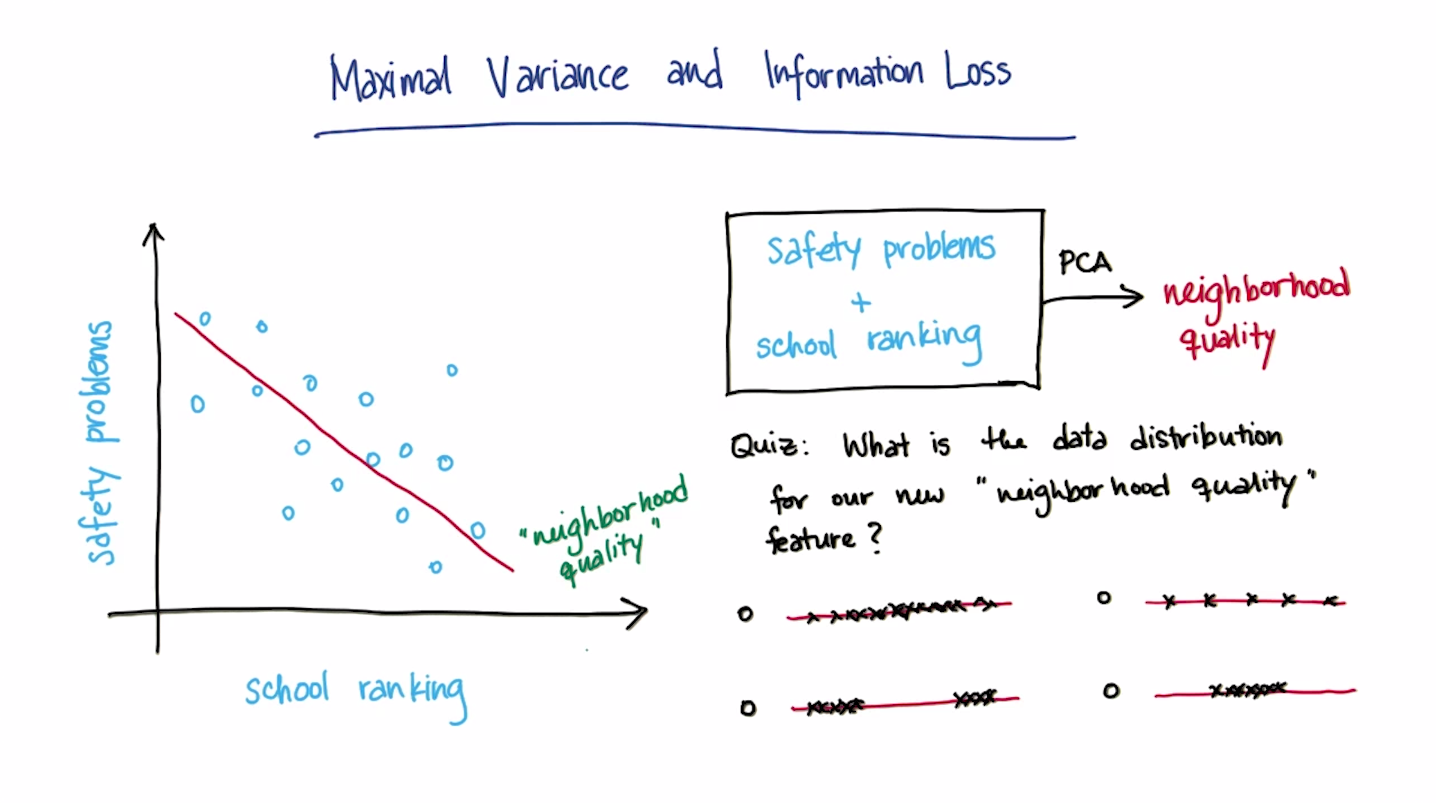 Maximal Variance and Information Loss
safety problems
school ranking
"neighborhood
quality"
safety problems
+
school ranking
PCA
neighborhood
quality
Quiz: What is the data distribution
for our new "neighborhood quality"
feature?